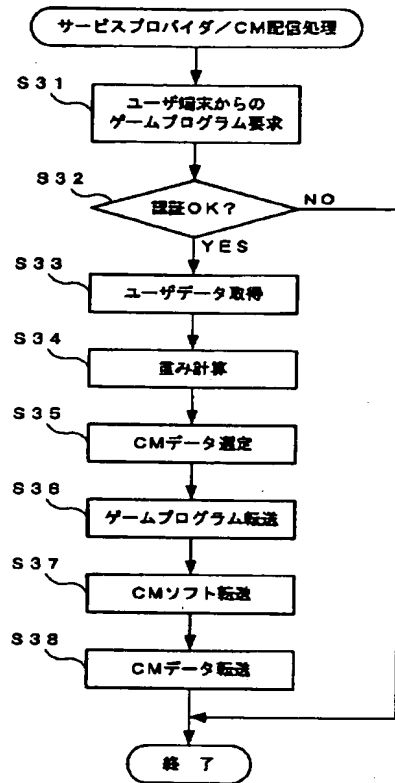 サービスプロバイダ／CM配信処理
S31
ユーザ端末からの
ゲームプログラム要求
S32
認証OK？
NO
YES
S33
ユーザデータ取得
S34
重み計算
S35
CMデータ選定
S36
ゲームプログラム転送
S37
CMソフト転送
S38
CMデータ転送
終 了